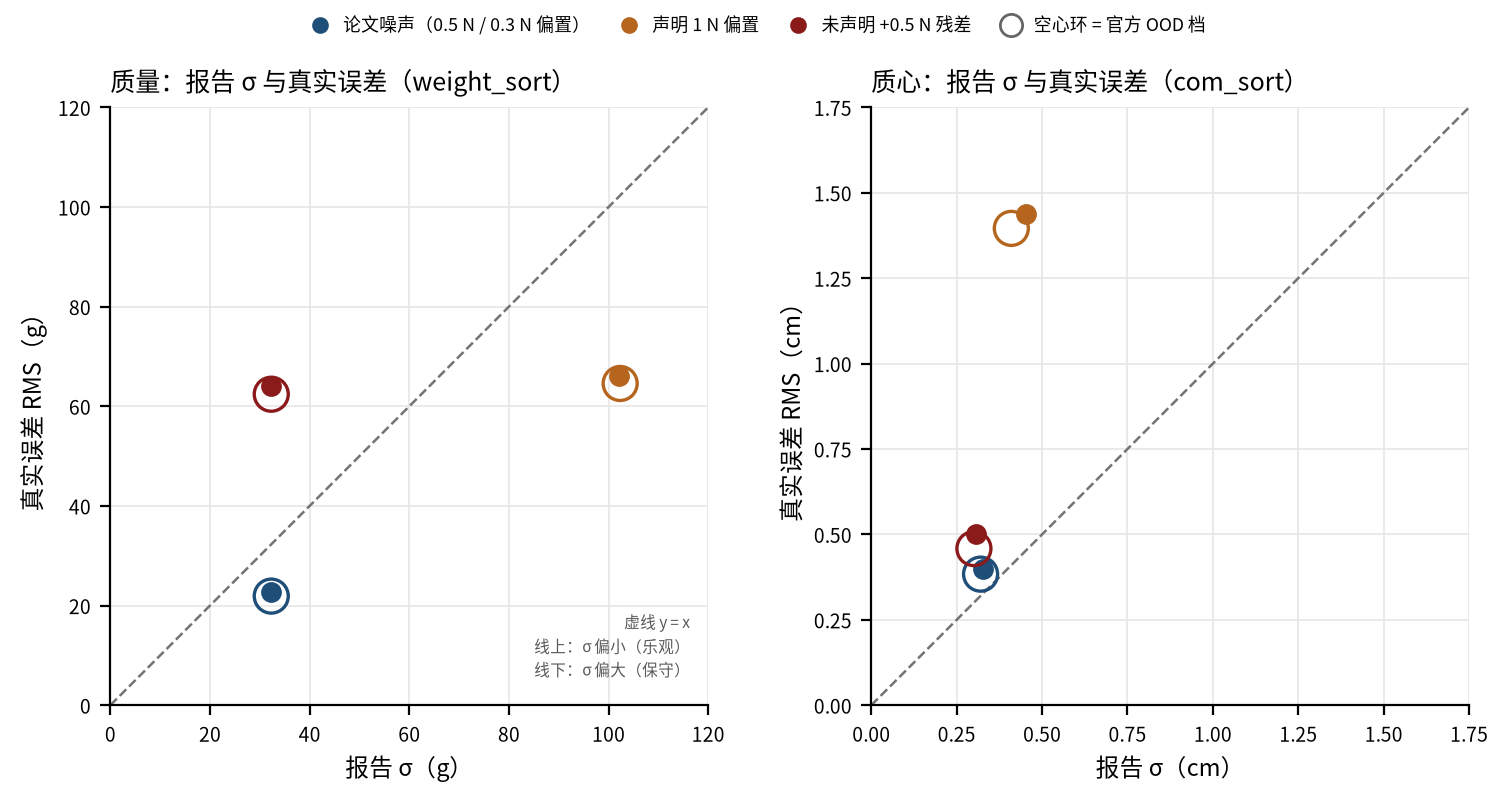 论文噪声（0.5 N / 0.3 N 偏置）
声明 1 N 偏置
未声明 +0.5 N 残差
空心环 = 官方 OOD 档
质量：报告 σ 与真实误差（weight_sort）
120
100
80
60
40
20
0
0
20
40
60
80
100
120
真实误差 RMS（g）
报告 σ（g）
虚线 y = x
线上：σ 偏小（乐观）
线下：σ 偏大（保守）
质心：报告 σ 与真实误差（com_sort）
1.75
1.50
1.25
1.00
0.75
0.50
0.25
0.00
0.00
0.25
0.50
0.75
1.00
1.25
1.50
1.75
真实误差 RMS（cm）
报告 σ（cm）